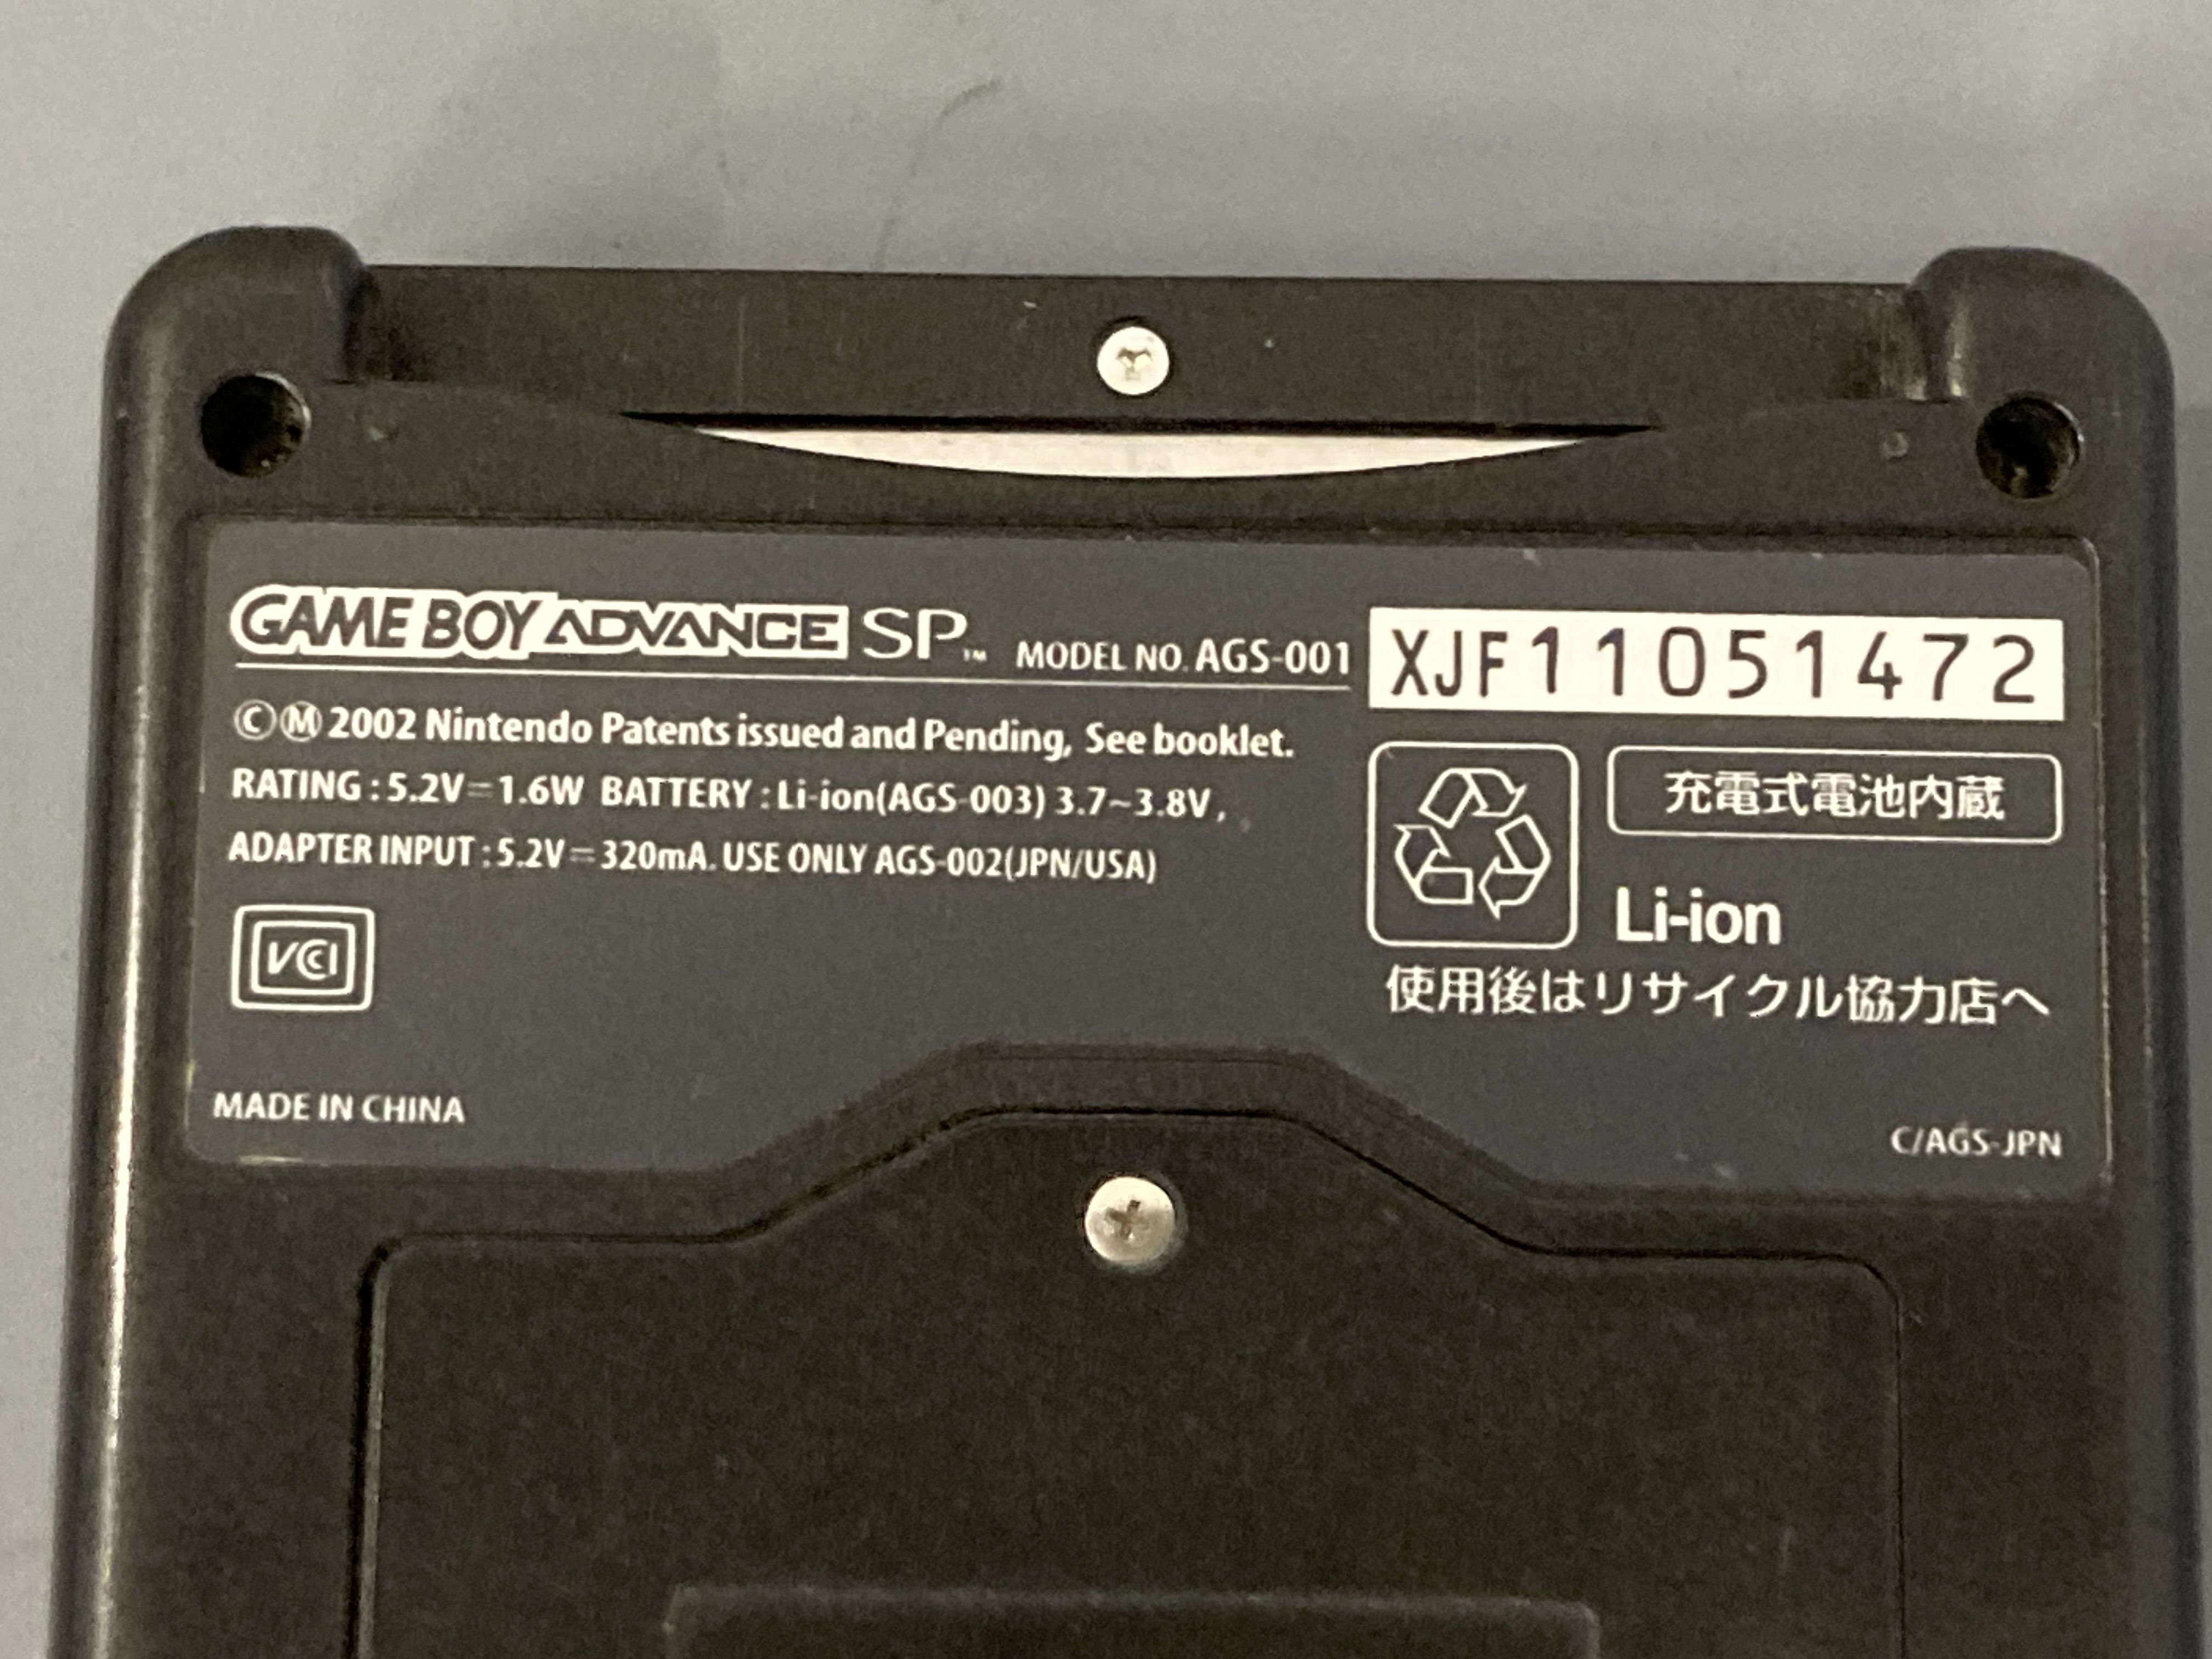 GAME BOY ADVANCE SP™ MODEL NO. AGS-001
XJF11051472
ⒸⓂ 2002 Nintendo Patents issued and Pending, See booklet.
RATING : 5.2V⎓1.6W BATTERY : Li-ion(AGS-003) 3.7~3.8V,
ADAPTER INPUT : 5.2V⎓320mA. USE ONLY AGS-002(JPN/USA)
VCCI
充電式電池内蔵
Li-ion
使用後はリサイクル協力店へ
MADE IN CHINA
C/AGS-JPN